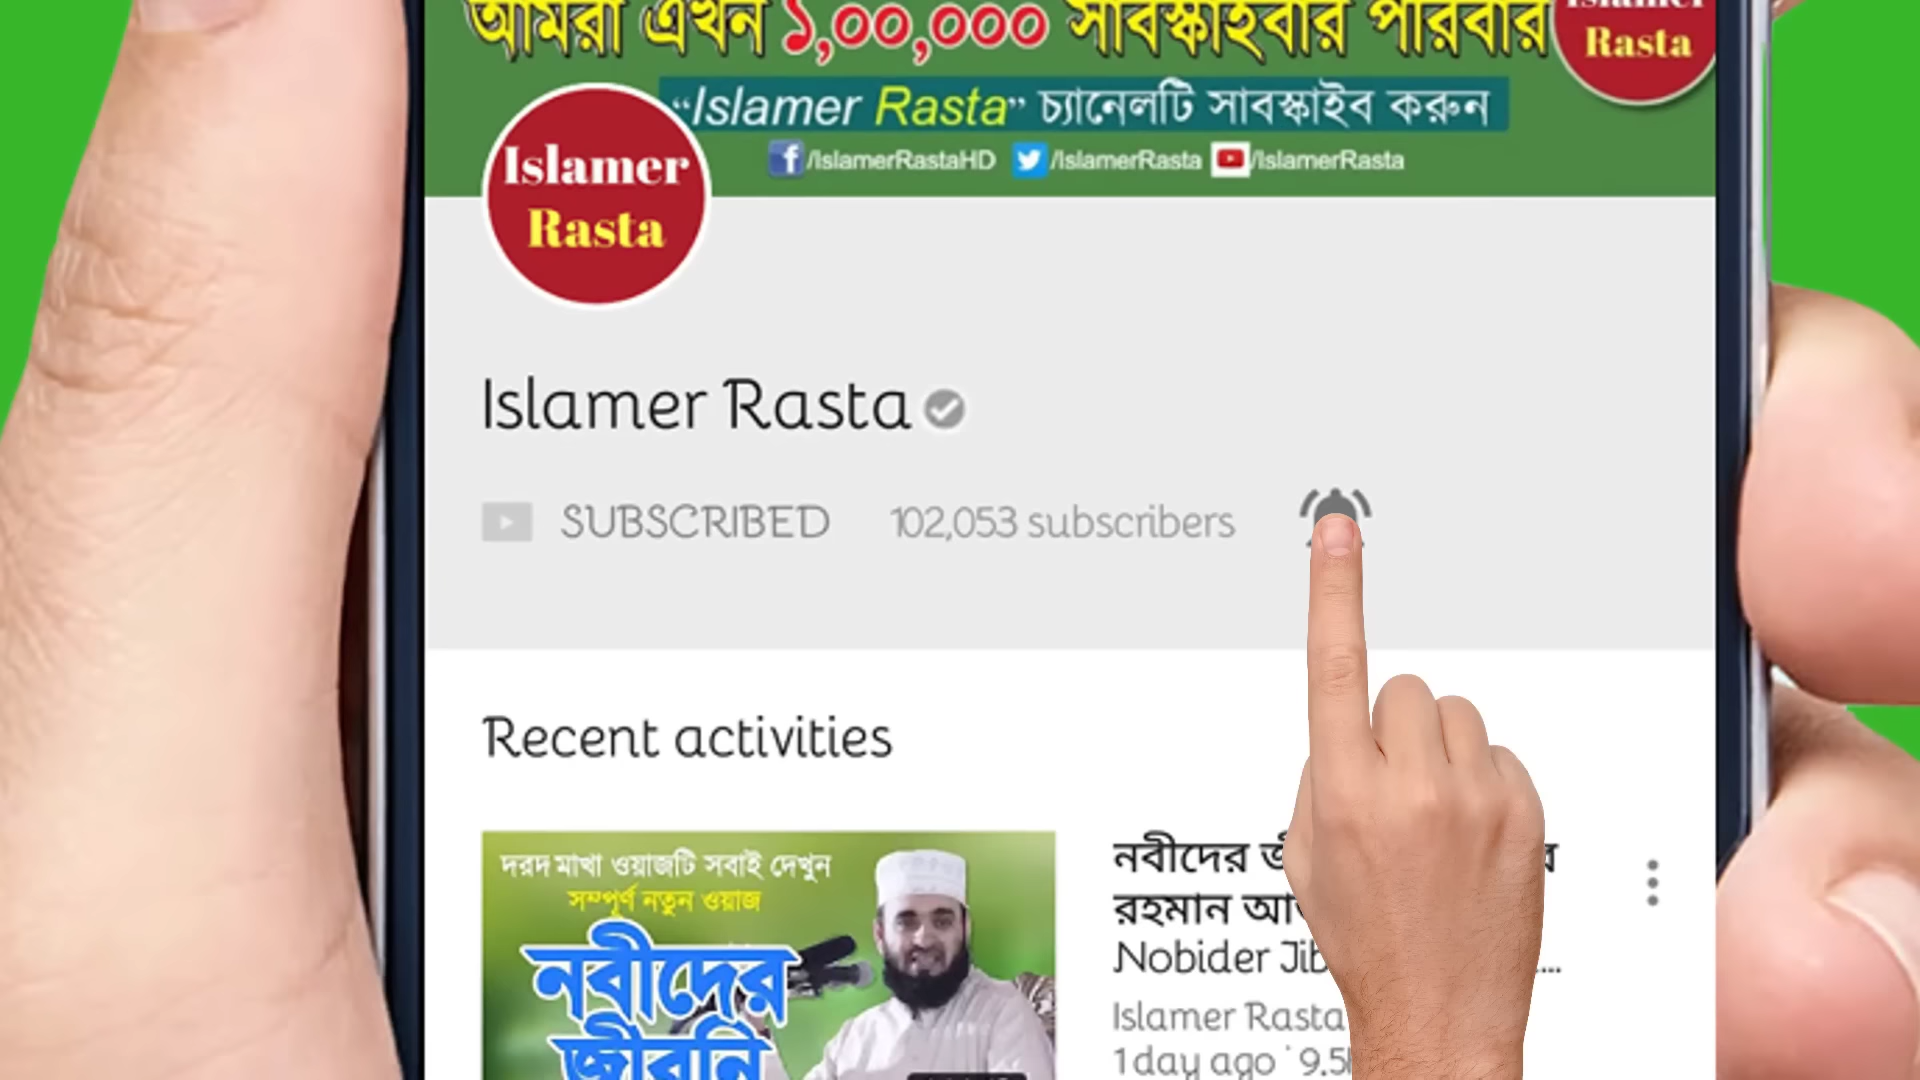 আমরা এখন ১,০০,০০০ সাবস্ক্রাইবার পরিবার
Islamer
Rasta
“Islamer Rasta” চ্যানেলটি সাবস্ক্রাইব করুন
/IslamerRastaHD /IslamerRasta /IslamerRasta
Islamer
Rasta
Islamer Rasta
SUBSCRIBED 102,053 subscribers
Recent activities
দরদ মাখা ওয়াজটি সবাই দেখুন
সম্পূর্ণ নতুন ওয়াজ
নবীদের
জীবনি
নবীদের
রহমান
Nobider
Islamer Rasta
1 day ago